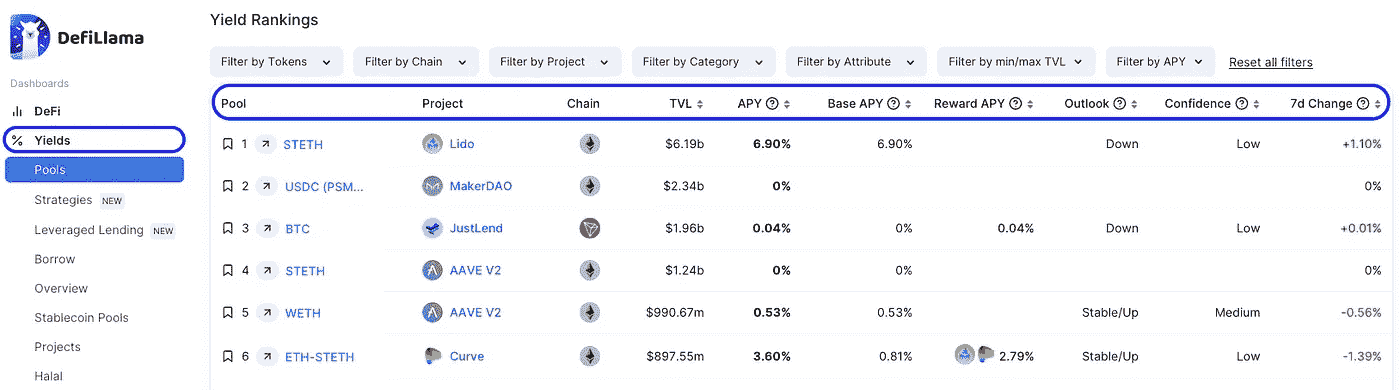 DefiLlama
Dashboards
DeFi
Yields
Pools
Strategies NEW
Leveraged Lending NEW
Borrow
Overview
Stablecoin Pools
Projects
Halal
Yield Rankings
Filter by Tokens Filter by Chain Filter by Project Filter by Category Filter by Attribute Filter by min/max TVL Filter by APY Reset all filters
Pool Project Chain TVL APY ? Base APY ? Reward APY ? Outlook ? Confidence ? 7d Change ?
1 STETH Lido $6.19b 6.90% 6.90% Down Low +1.10%
2 USDC (PSM... MakerDAO $2.34b 0% 0%
3 BTC JustLend $1.96b 0.04% 0% 0.04% Down Low +0.01%
4 STETH AAVE V2 $1.24b 0% 0% 0%
5 WETH AAVE V2 $990.67m 0.53% 0.53% Stable/Up Medium -0.56%
6 ETH-STETH Curve $897.55m 3.60% 0.81% 2.79% Stable/Up Low -1.39%